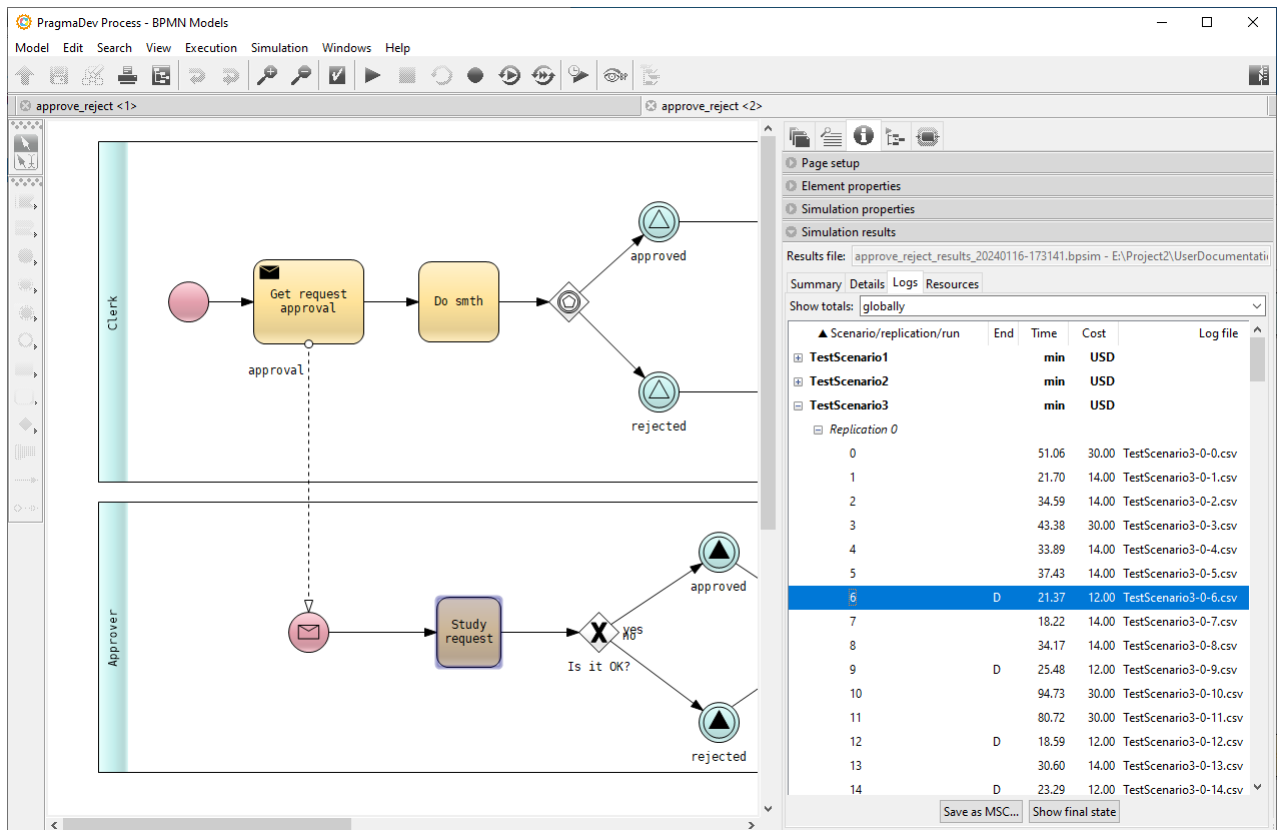 PragmaDev Process - BPMN Models
Model Edit Search View Execution Simulation Windows Help
approve_reject <1>
approve_reject <2>
Clerk
Get request
approval
Do smth
approved
rejected
approval
Approver
Study
request
yes
no
Is it OK?
approved
rejected
Page setup
Element properties
Simulation properties
Simulation results
Results file: approve_reject_results_20240116-173141.bpsim - E:\Project2\UserDocumentati
Summary Details Logs Resources
Show totals: globally
▲ Scenario/replication/run End Time Cost Log file
TestScenario1 min USD
TestScenario2 min USD
TestScenario3 min USD
Replication 0
0 51.06 30.00 TestScenario3-0-0.csv
1 21.70 14.00 TestScenario3-0-1.csv
2 34.59 14.00 TestScenario3-0-2.csv
3 43.38 30.00 TestScenario3-0-3.csv
4 33.89 14.00 TestScenario3-0-4.csv
5 37.43 14.00 TestScenario3-0-5.csv
6 D 21.37 12.00 TestScenario3-0-6.csv
7 18.22 14.00 TestScenario3-0-7.csv
8 34.17 14.00 TestScenario3-0-8.csv
9 D 25.48 12.00 TestScenario3-0-9.csv
10 94.73 30.00 TestScenario3-0-10.csv
11 80.72 30.00 TestScenario3-0-11.csv
12 D 18.59 12.00 TestScenario3-0-12.csv
13 30.60 14.00 TestScenario3-0-13.csv
14 D 23.29 12.00 TestScenario3-0-14.csv
Save as MSC... Show final state